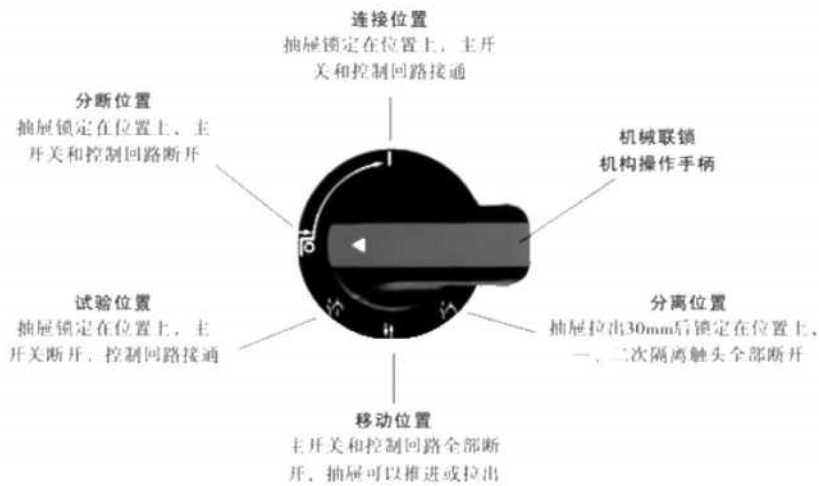 连接位置
抽屉锁定在位置上，主开
关和控制回路接通
分断位置
抽屉锁定在位置上，主
开关和控制回路断开
机械联锁
机构操作手柄
试验位置
抽屉锁定在位置上，主
开关断开，控制回路接通
分离位置
抽屉拉出30mm后锁定在位置上，
一、二次隔离触头全部断开
移动位置
主开关和控制回路全部断
开，抽屉可以推进或拉出